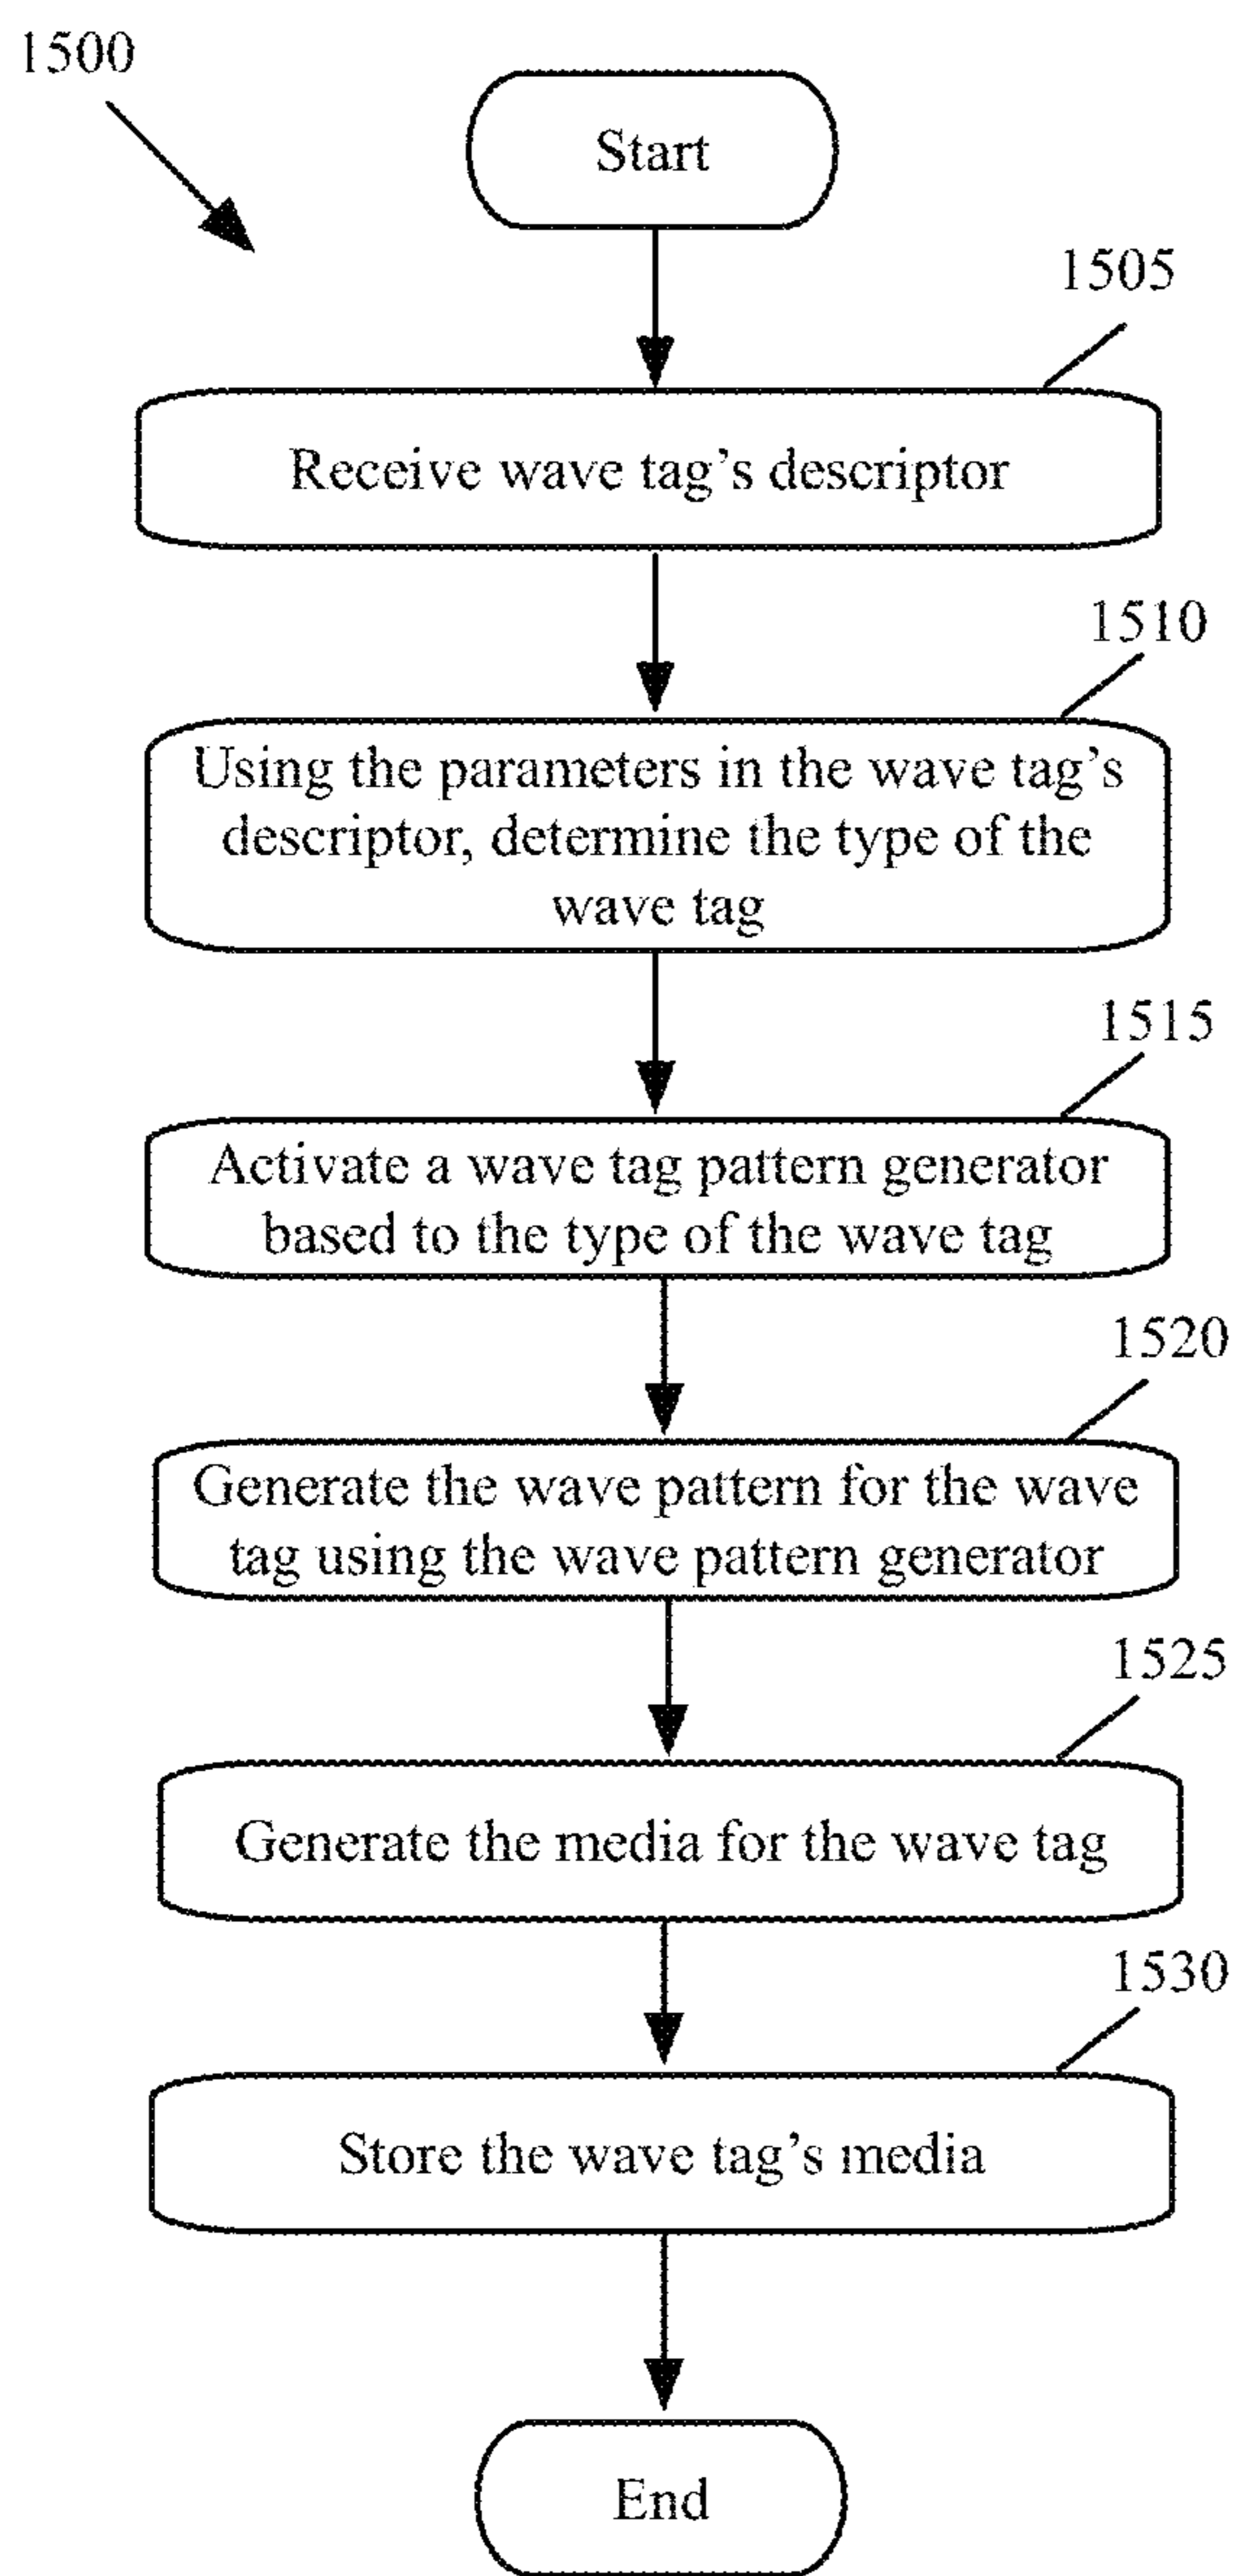 1500
Start
1505
Receive wave tag’s descriptor
1510
Using the parameters in the wave tag’s
descriptor, determine the type of the
wave tag
1515
Activate a wave tag pattern generator
based to the type of the wave tag
1520
Generate the wave pattern for the wave
tag using the wave pattern generator
1525
Generate the media for the wave tag
1530
Store the wave tag’s media
End